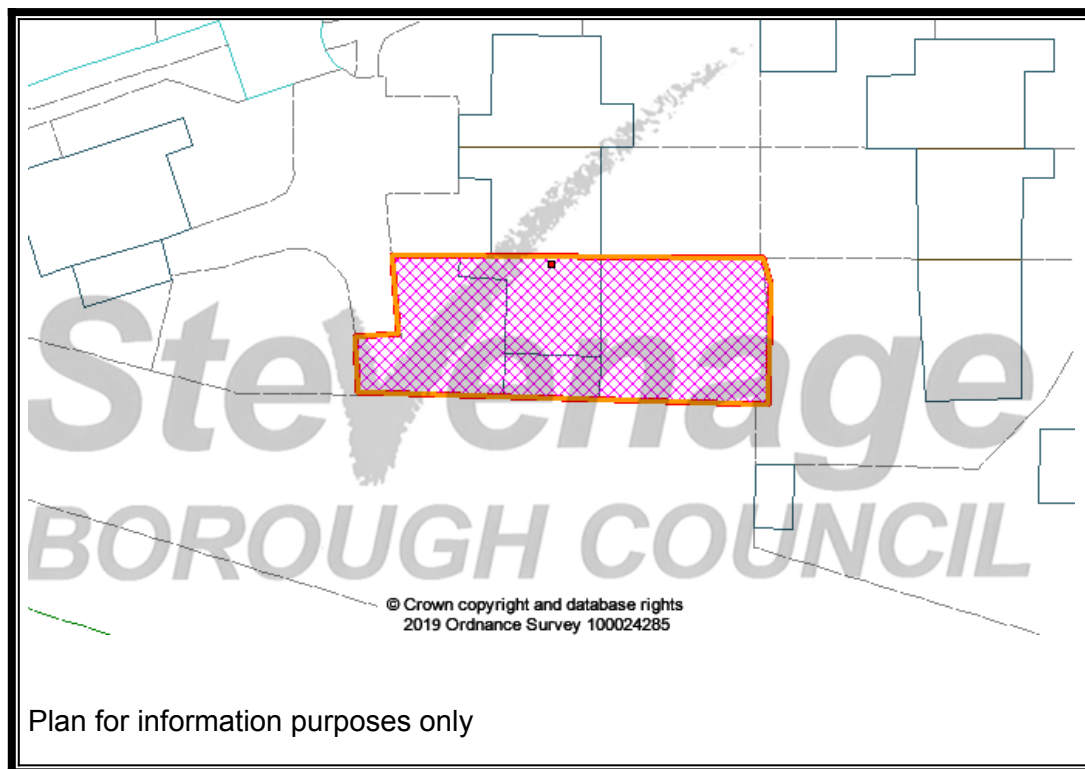 Stevenage
BOROUGH COUNCIL
© Crown copyright and database rights
2019 Ordnance Survey 100024285
Plan for information purposes only